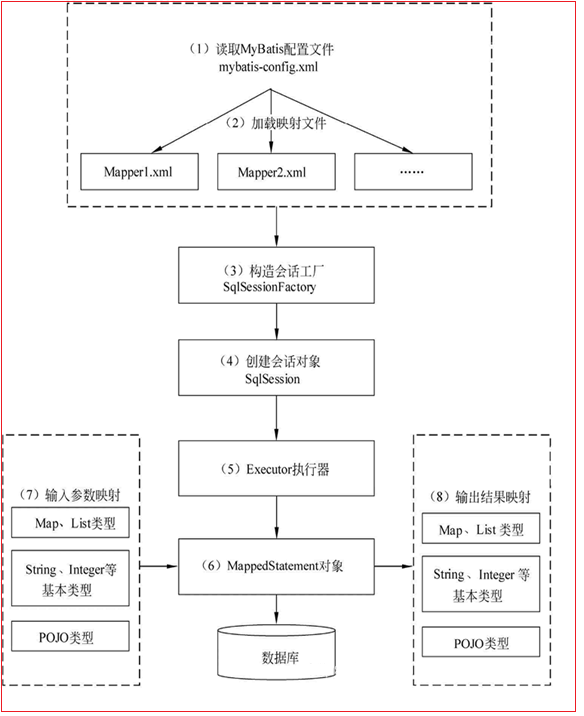 （1）读取MyBatis配置文件
mybatis-config.xml
（2）加载映射文件
Mapper1.xml
Mapper2.xml
……
（3）构造会话工厂
SqlSessionFactory
（4）创建会话对象
SqlSession
（5）Executor执行器
（7）输入参数映射
Map、List类型
String、Integer等
基本类型
POJO类型
（6）MappedStatement对象
（8）输出结果映射
Map、List 类型
String、Integer 等
基本类型
POJO类型
数据库